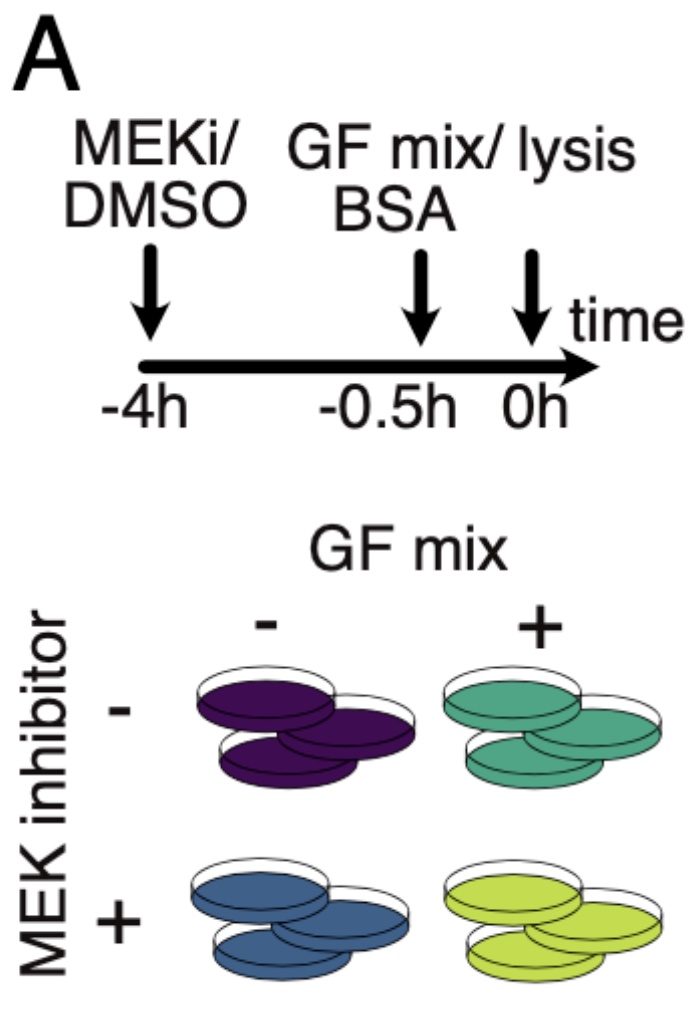 A
MEKi/ GF mix/ lysis
DMSO BSA
time
-4h -0.5h 0h
GF mix
- +
MEK inhibitor
-
+